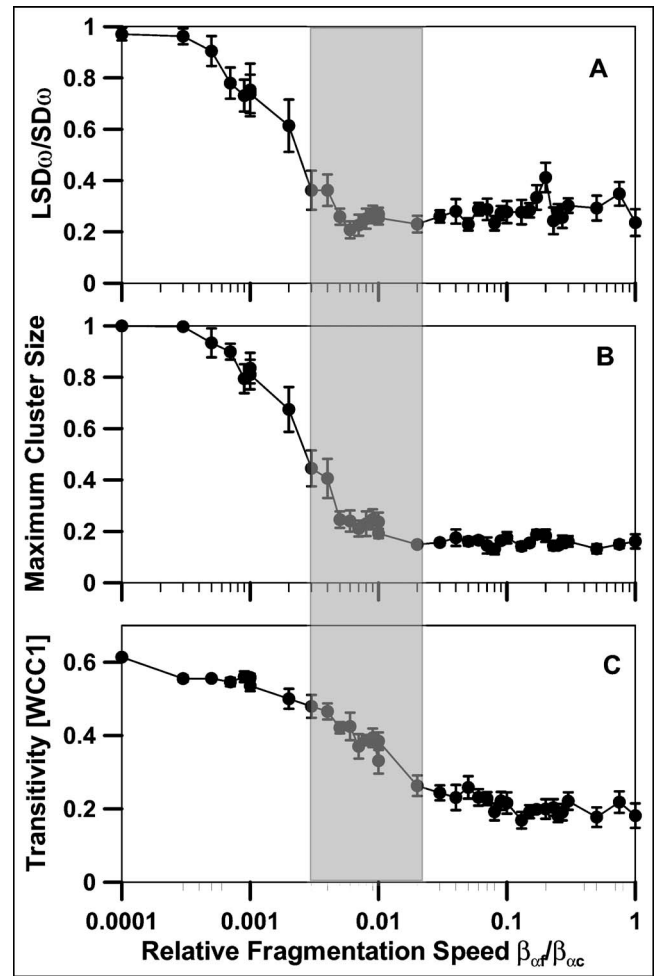 1
0.8
0.6
0.4
0.2
0
LSDω/SDω
A
1
0.8
0.6
0.4
0.2
0
Maximum Cluster Size
B
0.6
0.4
0.2
0
Transitivity [WCC1]
C
0.0001 0.001 0.01 0.1 1
Relative Fragmentation Speed βαf/βαc